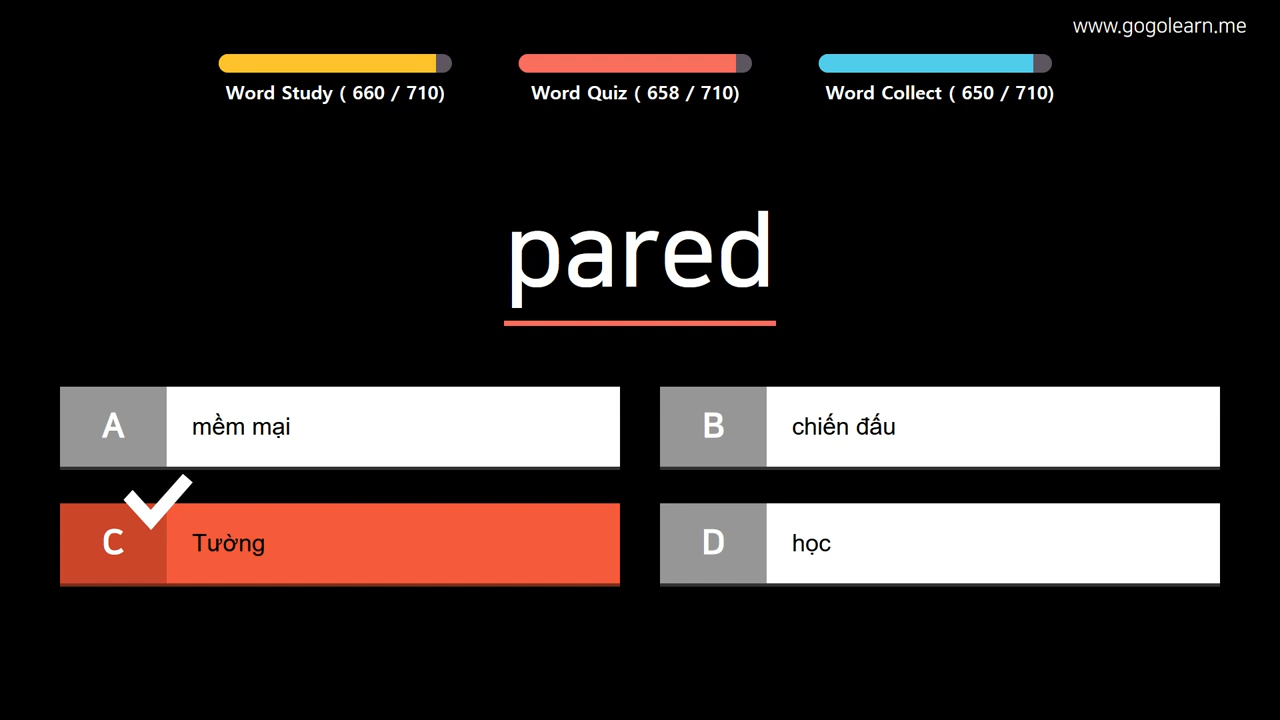 www.gogolearn.me
Word Study ( 660 / 710)
Word Quiz ( 658 / 710)
Word Collect ( 650 / 710)
pared
A mềm mại
B chiến đấu
C Tường
D học